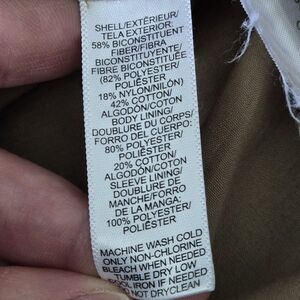 SHELL/EXTÉRIEUR/
TELA EXTERIOR:
58% BICONSTITUENT
FIBER/FIBRA
BICONSTITUYENTE/
FIBRE BICONSTITUÉE
(82% POLYESTER/
POLIÉSTER
18% NYLON/NILÓN)
42% COTTON/
ALGODÓN/COTON
BODY LINING/
DOUBLURE DU CORPS/
FORRO DEL CUERPO:
80% POLYESTER/
POLIÉSTER
20% COTTON/
ALGODÓN/COTON
SLEEVE LINING/
DOUBLURE DE
MANCHE/FORRO
DE LA MANGA:
100% POLYESTER/
POLIÉSTER
MACHINE WASH COLD
ONLY NON-CHLORINE
BLEACH WHEN NEEDED
TUMBLE DRY LOW
COOL IRON IF NEEDED
DO NOT DRYCLEAN